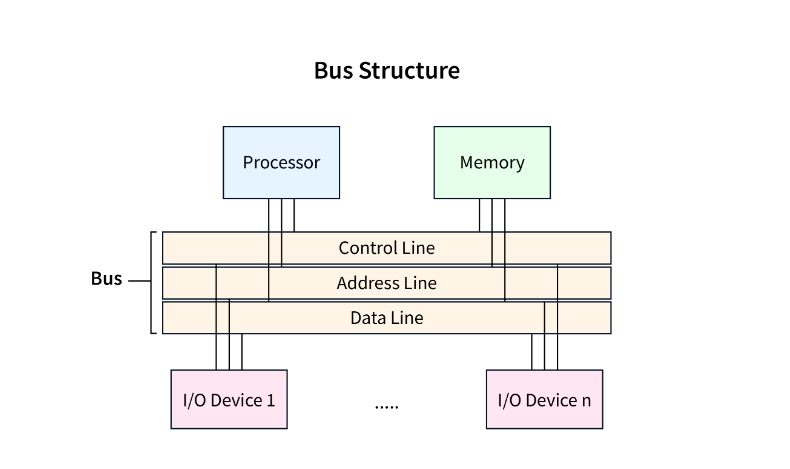 Bus Structure
Processor
Memory
Control Line
Address Line
Data Line
Bus
I/O Device 1
.....
I/O Device n